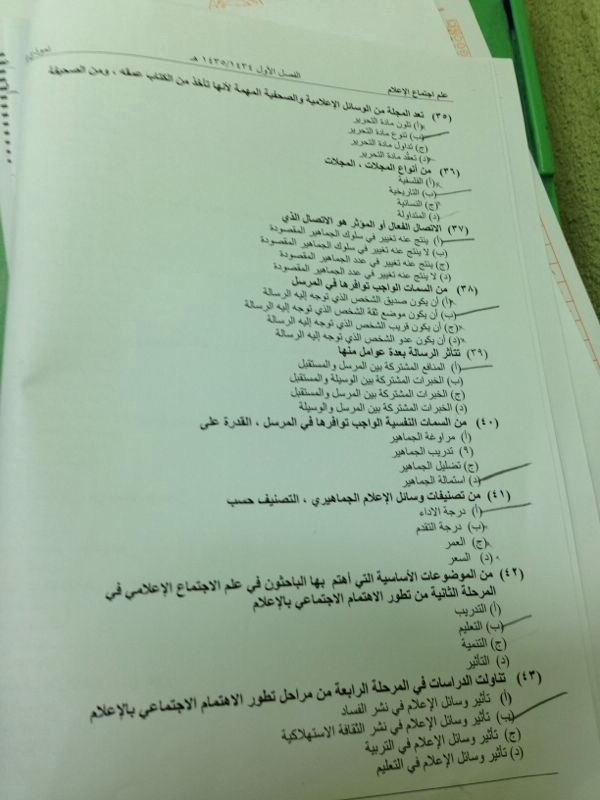 علم اجتماع الإعلام
الفصل الأول ١٤٣٥/١٤٣٤ هـ
(٣٥) تعد المجلة من الوسائل الإعلامية والصحفية المهمة لأنها تأخذ من الكتاب عمقه ، ومن الصحيفة
(أ) تلون مادة التحرير
(ب) تنوع مادة التحرير
(ج) تداول مادة التحرير
(د) تعقد مادة التحرير
(٣٦) من أنواع المجلات ، المجلات
(أ) الفلسفية
(ب) التاريخية
(ج) النسائية
(د) المتداولة
(٣٧) الاتصال الفعال أو المؤثر هو الاتصال الذي
(أ) ينتج عنه تغيير في سلوك الجماهير المقصودة
(ب) لا ينتج عنه تغيير في سلوك الجماهير المقصودة
(ج) ينتج عنه تغيير في عدد الجماهير المقصودة
(د) لا ينتج عنه تغيير في عدد الجماهير المقصودة
(٣٨) من السمات الواجب توافرها في المرسل
(أ) أن يكون صديق الشخص الذي توجه إليه الرسالة
(ب) أن يكون موضع ثقة الشخص الذي توجه إليه الرسالة
(ج) أن يكون قريب الشخص الذي توجه إليه الرسالة
(د) أن يكون عدو الشخص الذي توجه إليه الرسالة
(٣٩) تتأثر الرسالة بعدة عوامل منها
(أ) المنافع المشتركة بين المرسل والمستقبل
(ب) الخبرات المشتركة بين الوسيلة والمستقبل
(ج) الخبرات المشتركة بين المرسل والمستقبل
(د) الخبرات المشتركة بين المرسل والوسيلة
(٤٠) من السمات النفسية الواجب توافرها في المرسل ، القدرة على
(أ) مراوغة الجماهير
(٩) تدريب الجماهير
(ج) تضليل الجماهير
(د) استمالة الجماهير
(٤١) من تصنيفات وسائل الإعلام الجماهيري ، التصنيف حسب
(أ) درجة الاداء
(ب) درجة التقدم
(ج) العمر
(د) السعر
(٤٢) من الموضوعات الأساسية التي أهتم بها الباحثون في علم الاجتماع الإعلامي في
المرحلة الثانية من تطور الاهتمام الاجتماعي بالإعلام
(أ) التدريب
(ب) التعليم
(ج) التنمية
(د) التأثير
(٤٣) تناولت الدراسات في المرحلة الرابعة من مراحل تطور الاهتمام الاجتماعي بالإعلام
(أ) تأثير وسائل الإعلام في نشر الفساد
(ب) تأثير وسائل الإعلام في نشر الثقافة الاستهلاكية
(ج) تأثير وسائل الإعلام في التربية
(د) تأثير وسائل الإعلام في التعليم